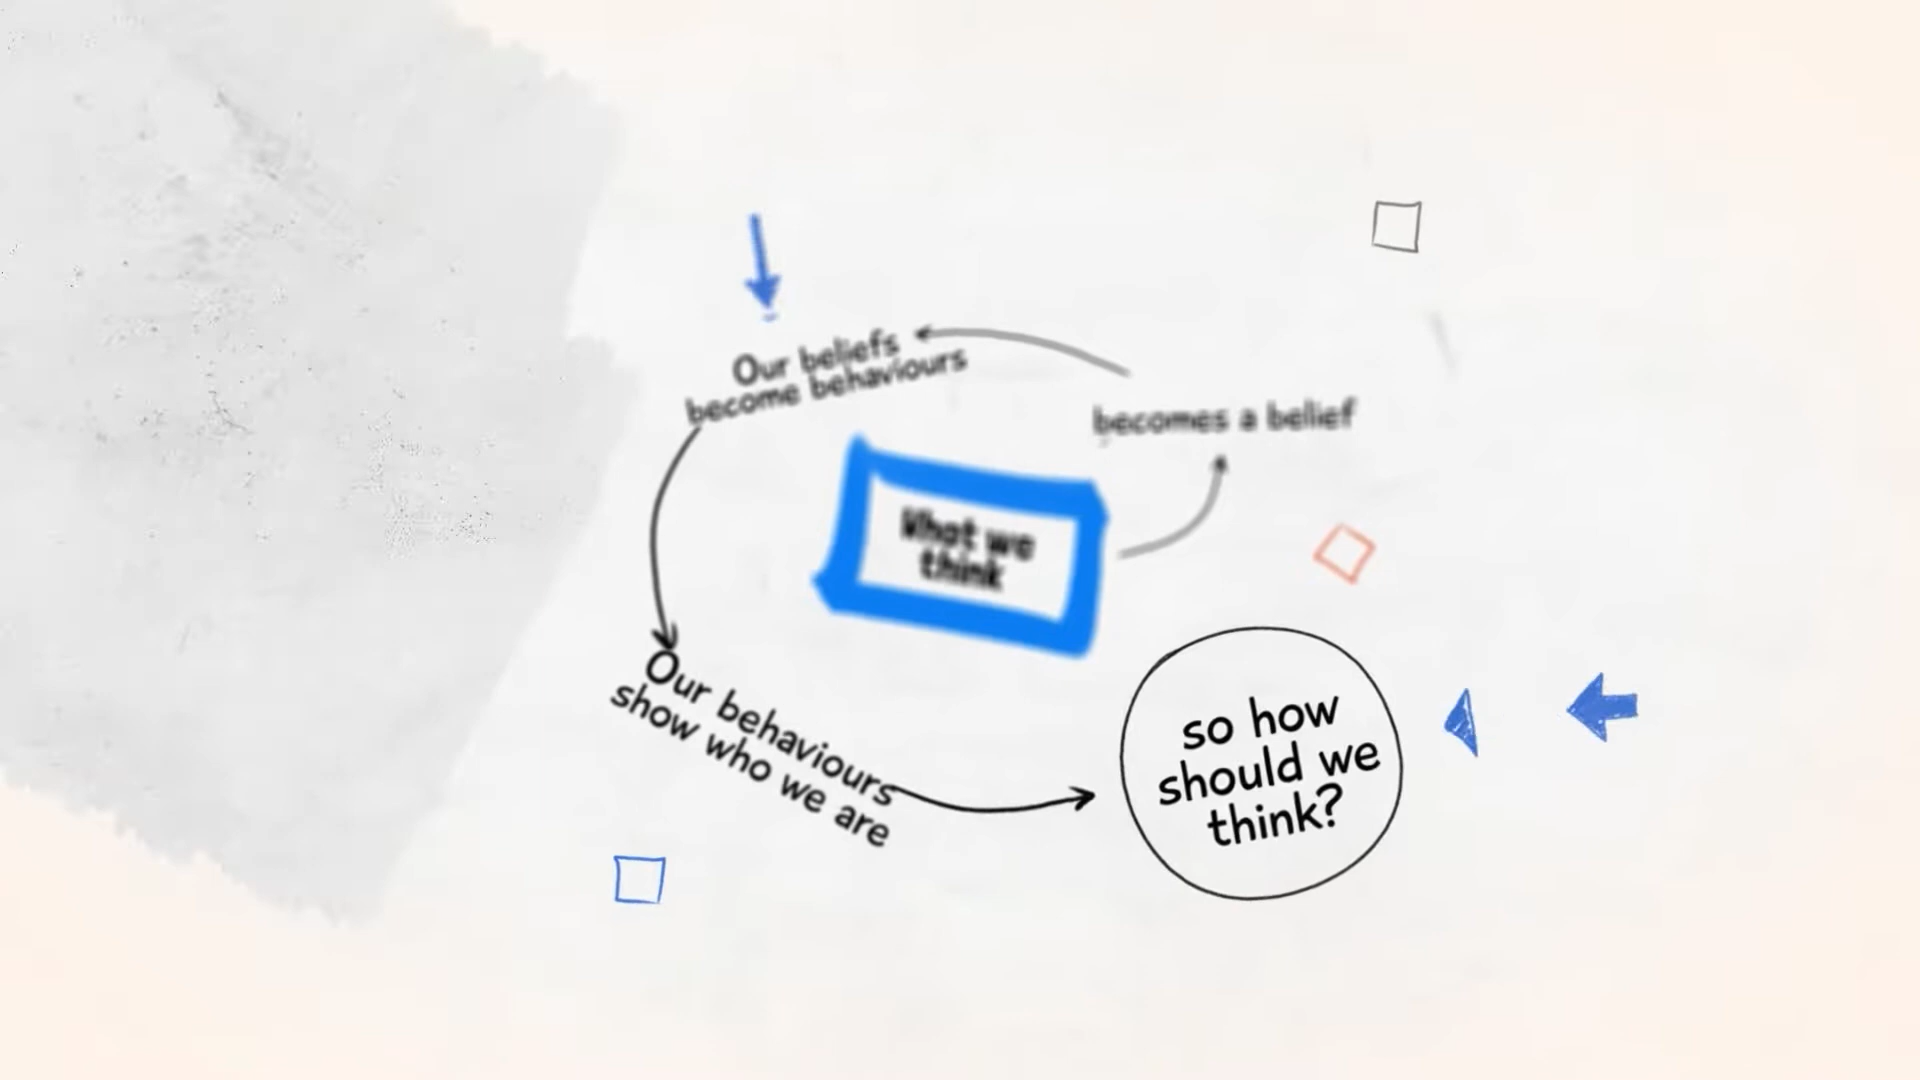 What we
think
becomes a belief
Our beliefs
become behaviours
Our behaviours
show who we are
so how
should we
think?